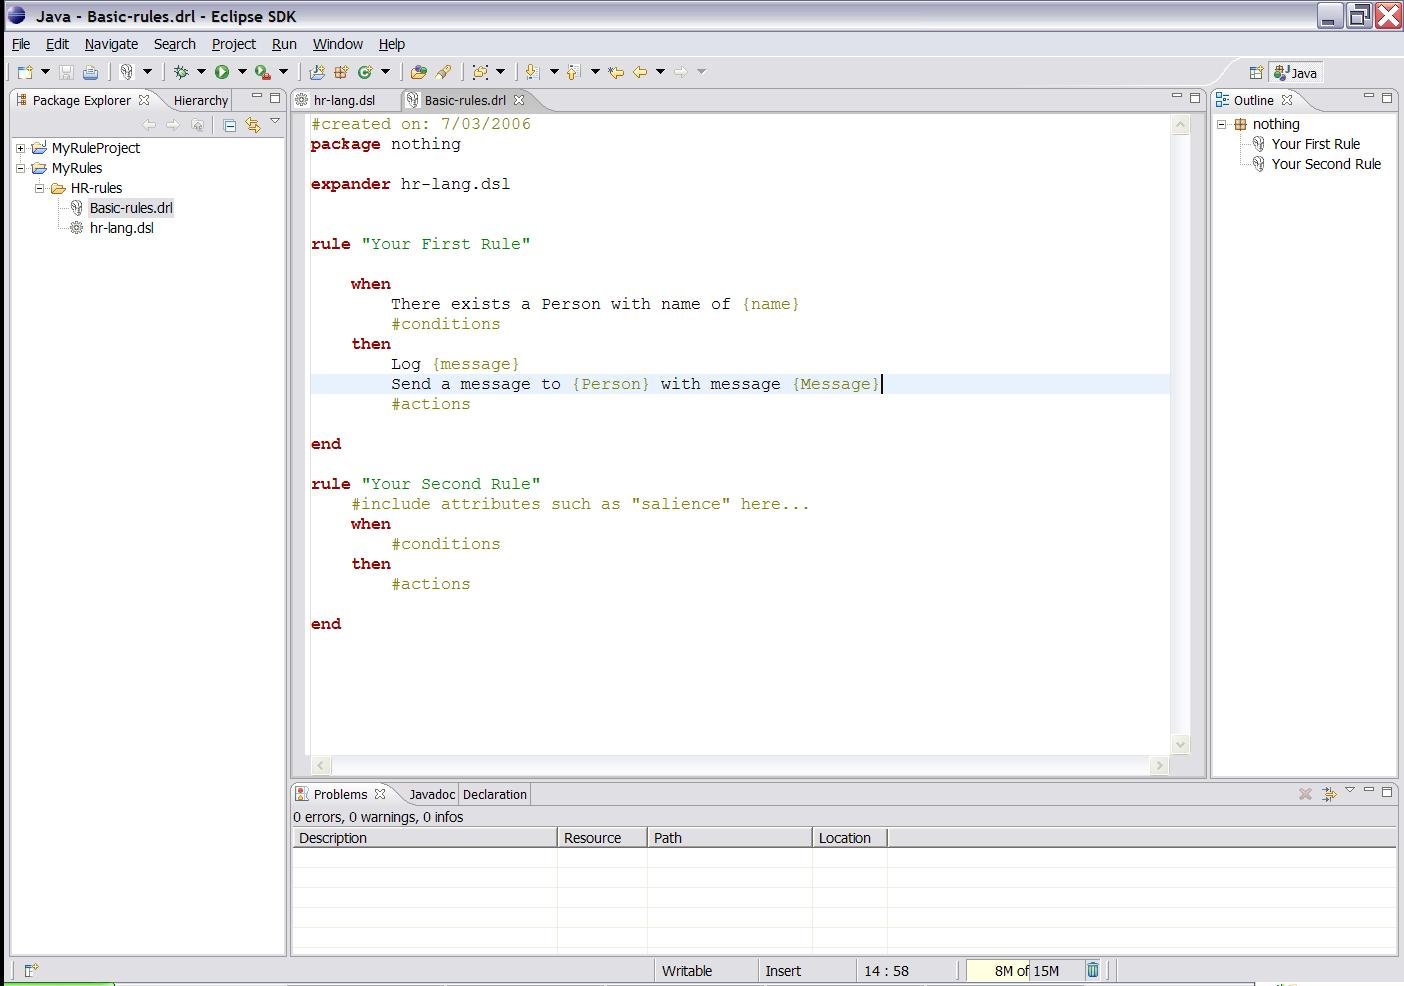 Java - Basic-rules.drl - Eclipse SDK
File Edit Navigate Search Project Run Window Help
Java
Package Explorer Hierarchy
MyRuleProject
MyRules
HR-rules
Basic-rules.drl
hr-lang.dsl
hr-lang.dsl Basic-rules.drl
#created on: 7/03/2006
package nothing
expander hr-lang.dsl
rule "Your First Rule"
when
There exists a Person with name of {name}
#conditions
then
Log {message}
Send a message to {Person} with message {Message}
#actions
end
rule "Your Second Rule"
#include attributes such as "salience" here...
when
#conditions
then
#actions
end
Outline
nothing
Your First Rule
Your Second Rule
Problems Javadoc Declaration
0 errors, 0 warnings, 0 infos
Description Resource Path Location
Writable Insert 14 : 58 8M of 15M